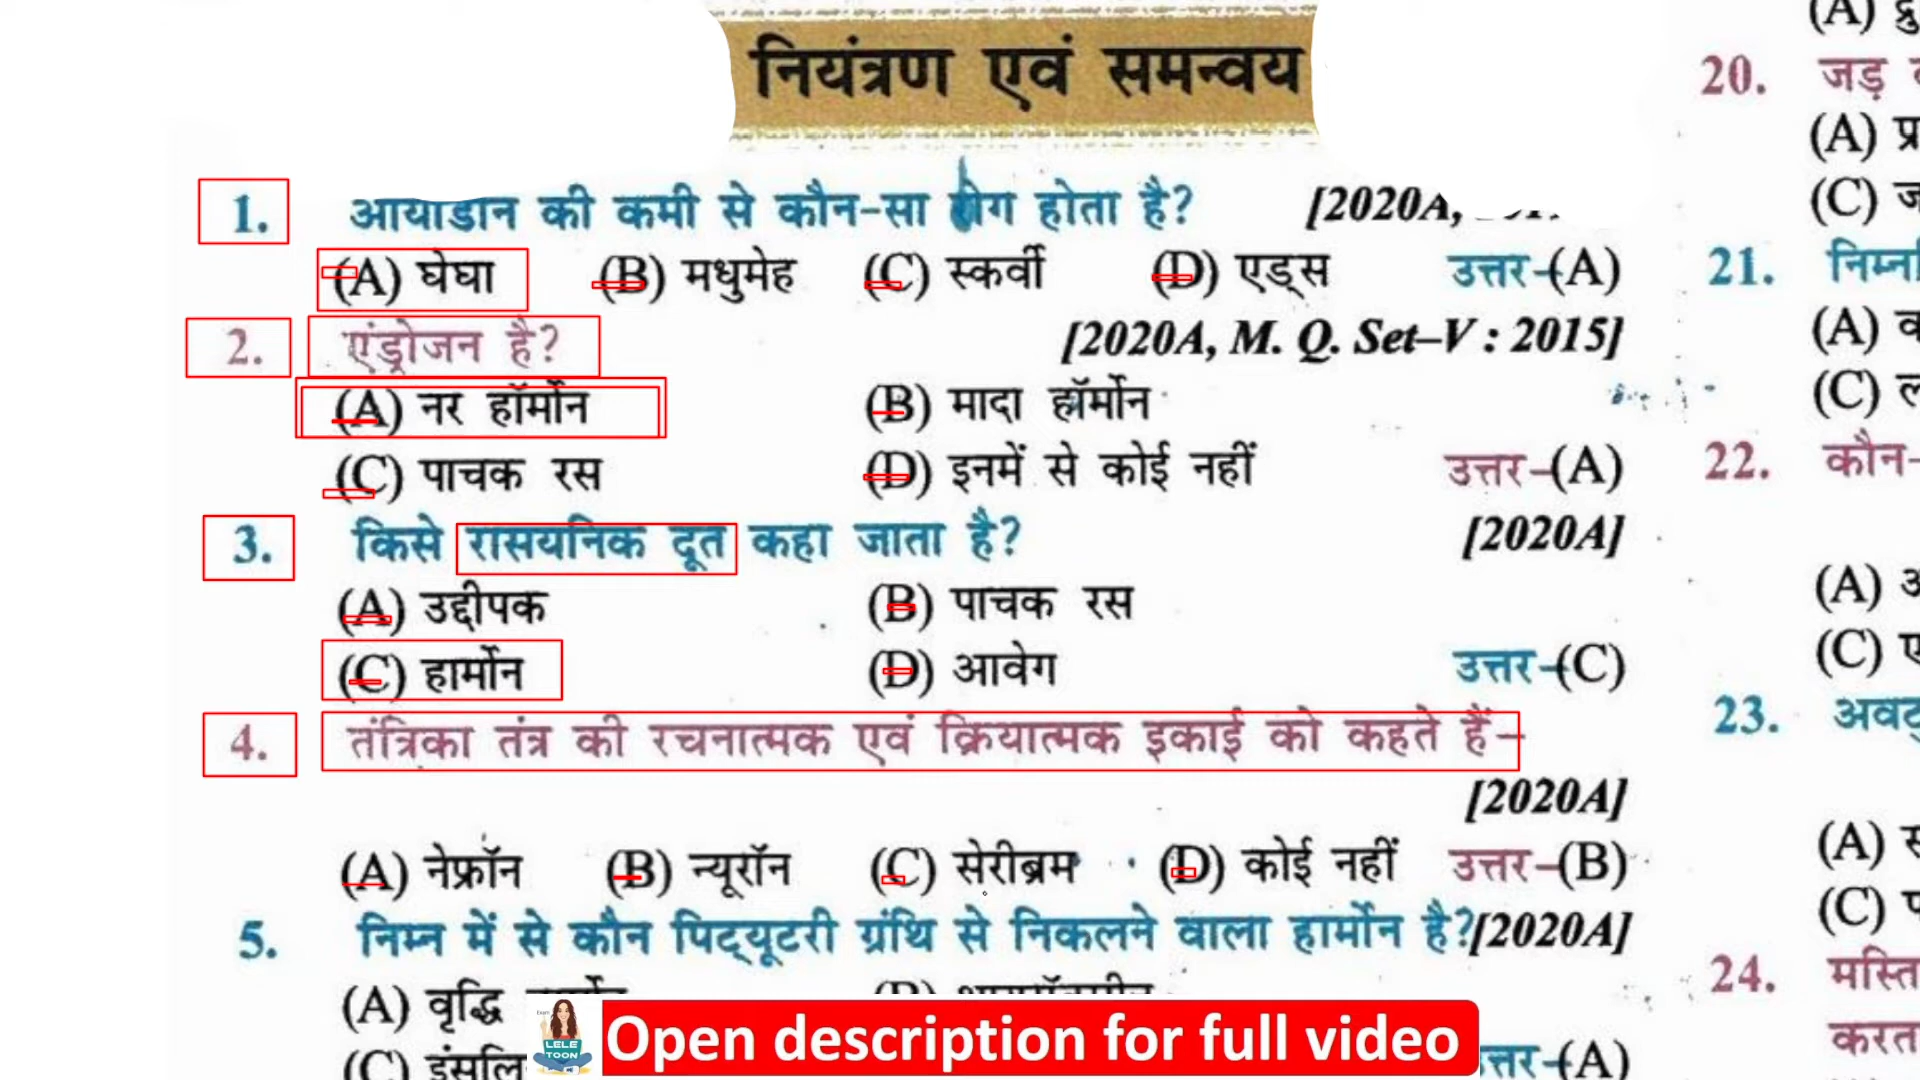 नियंत्रण एवं समन्वय
1. आयाडान की कमी से कौन-सा रोग होता है? [2020A,
(A) घेघा (B) मधुमेह (C) स्कर्वी (D) एड्स उत्तर–(A)
2. एंड्रोजन है? [2020A, M. Q. Set–V : 2015]
(A) नर हॉर्मोन (B) मादा हॉर्मोन
(C) पाचक रस (D) इनमें से कोई नहीं उत्तर–(A)
3. किसे रासयनिक दूत कहा जाता है? [2020A]
(A) उद्दीपक (B) पाचक रस
(C) हार्मोन (D) आवेग उत्तर–(C)
4. तंत्रिका तंत्र की रचनात्मक एवं क्रियात्मक इकाई को कहते हैं–
[2020A]
(A) नेफ्रॉन (B) न्यूरॉन (C) सेरीब्रम (D) कोई नहीं उत्तर–(B)
5. निम्न में से कौन पिट्यूटरी ग्रंथि से निकलने वाला हार्मोन है? [2020A]
(A) वृद्धि
(C) उत्तर–(A)
(A)
20. जड़
(A)
(C)
21.
(A)
(C)
22. कौन-
(A)
(C)
23.
(A)
(C)
24.
LELE
TOON
Open description for full video